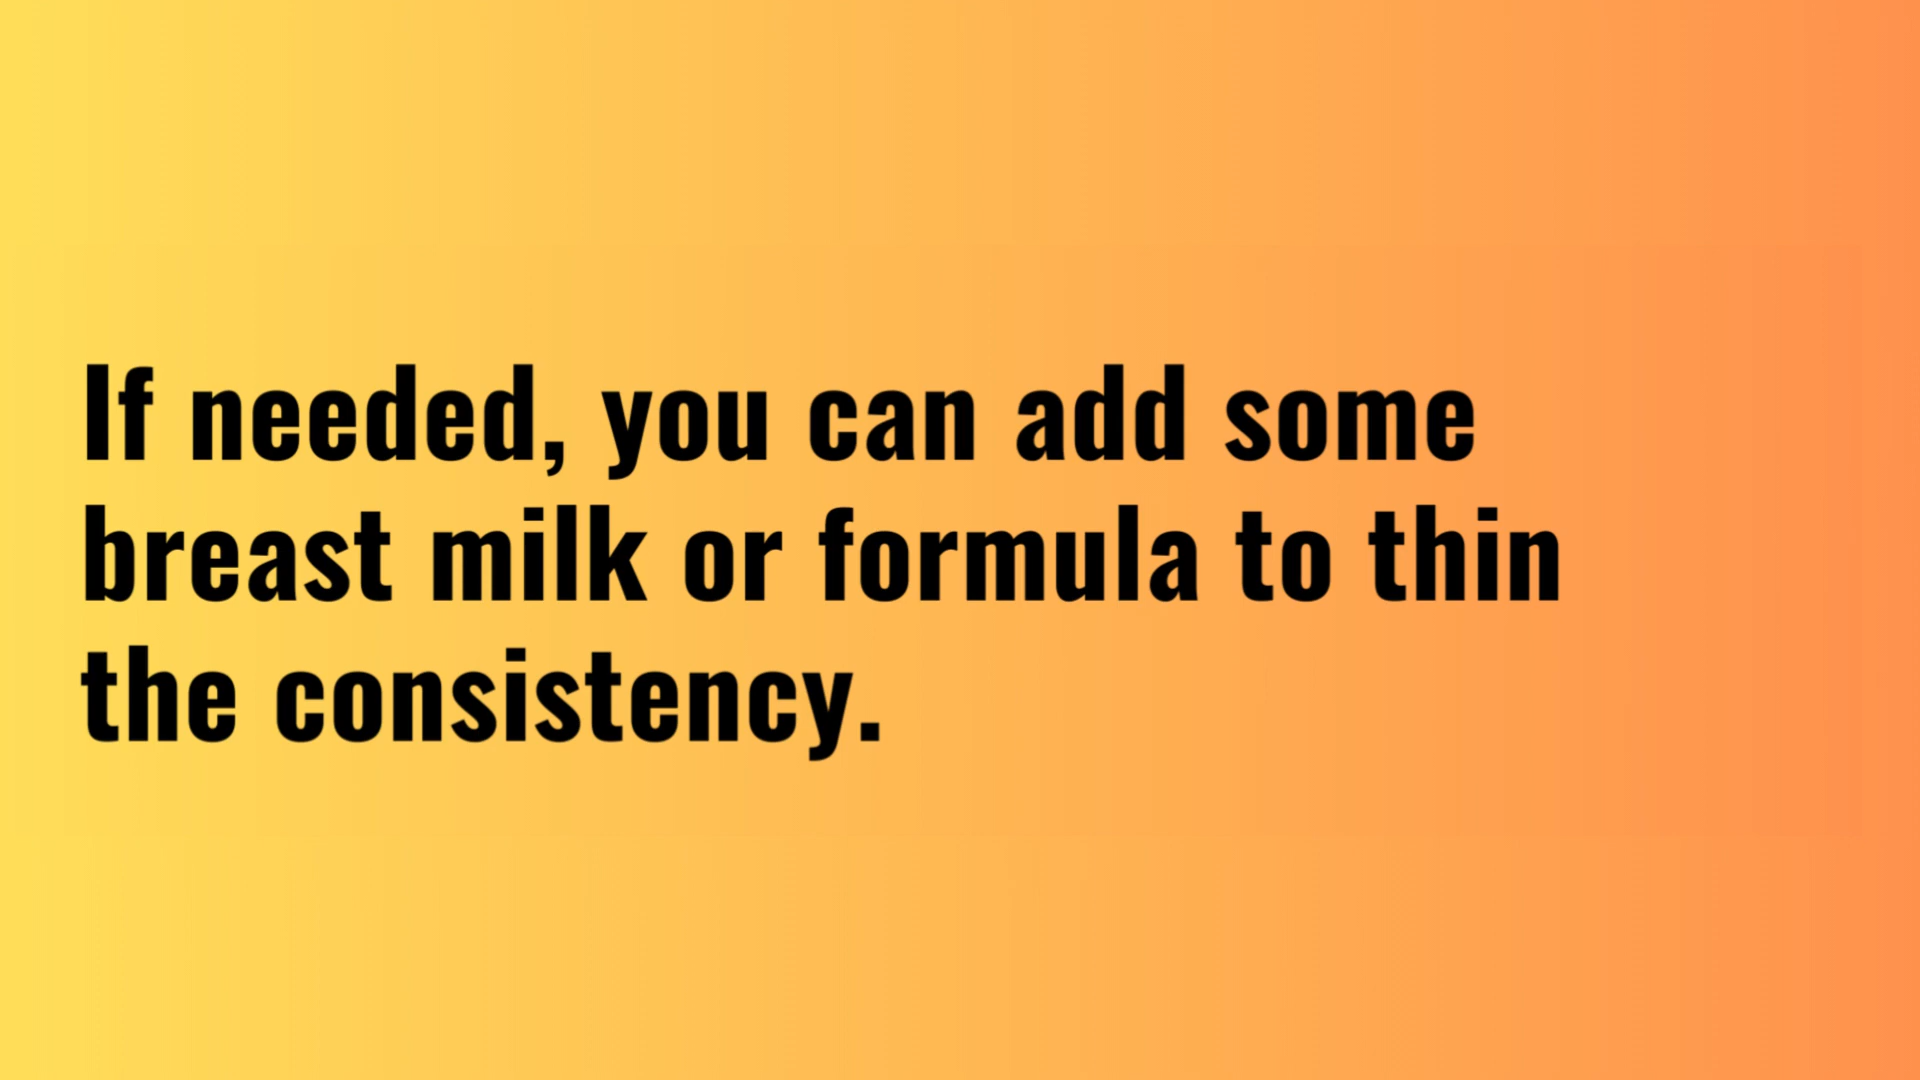 If needed, you can add some
breast milk or formula to thin
the consistency.